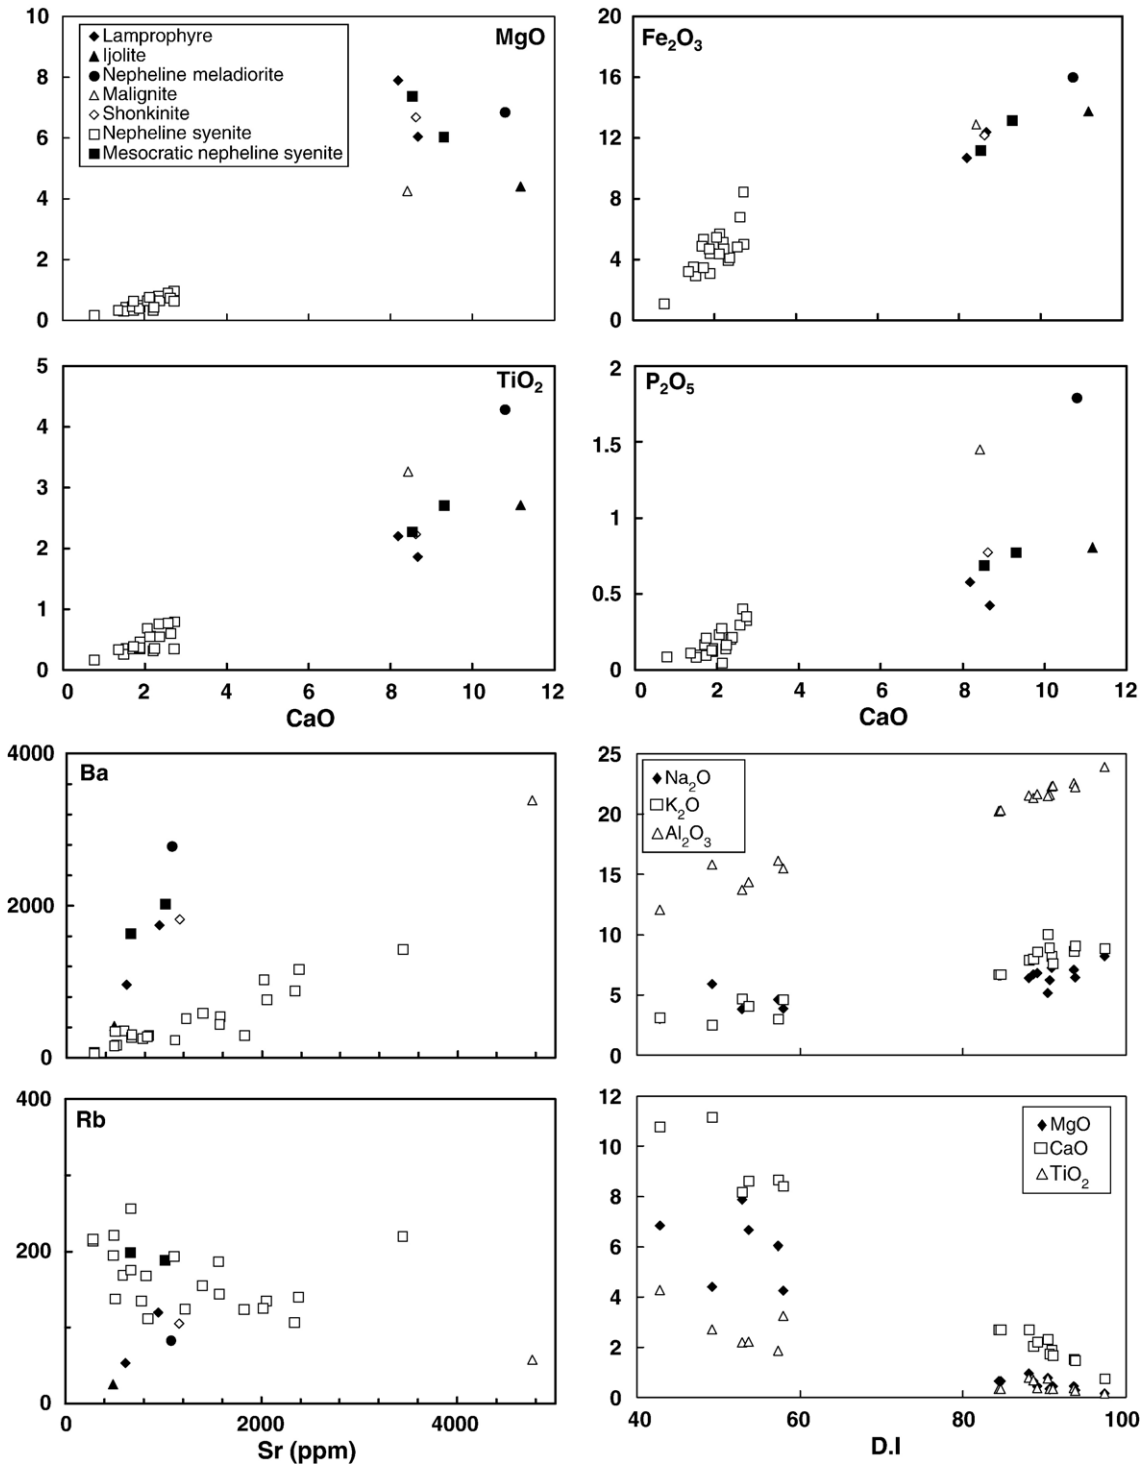 10
8
6
4
2
0
Lamprophyre
Ijolite
Nepheline meladiorite
Malignite
Shonkinite
Nepheline syenite
Mesocratic nepheline syenite
MgO
20
16
12
8
4
0
Fe2O3
5
4
3
2
1
0
TiO2
0 2 4 6 8 10 12
CaO
2
1.5
1
0.5
0
P2O5
0 2 4 6 8 10 12
CaO
4000
2000
0
Ba
25
20
15
10
5
0
Na2O
K2O
Al2O3
400
200
0
Rb
0 2000 4000
Sr (ppm)
12
10
8
6
4
2
0
MgO
CaO
TiO2
40 60 80 100
D.I